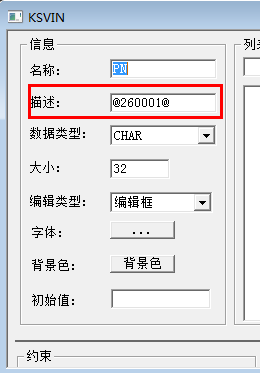 KSVIN
信息
名称: PN
描述: @260001@
数据类型: CHAR
大小: 32
编辑类型: 编辑框
字体: ...
背景色: 背景色
初始值:
约束